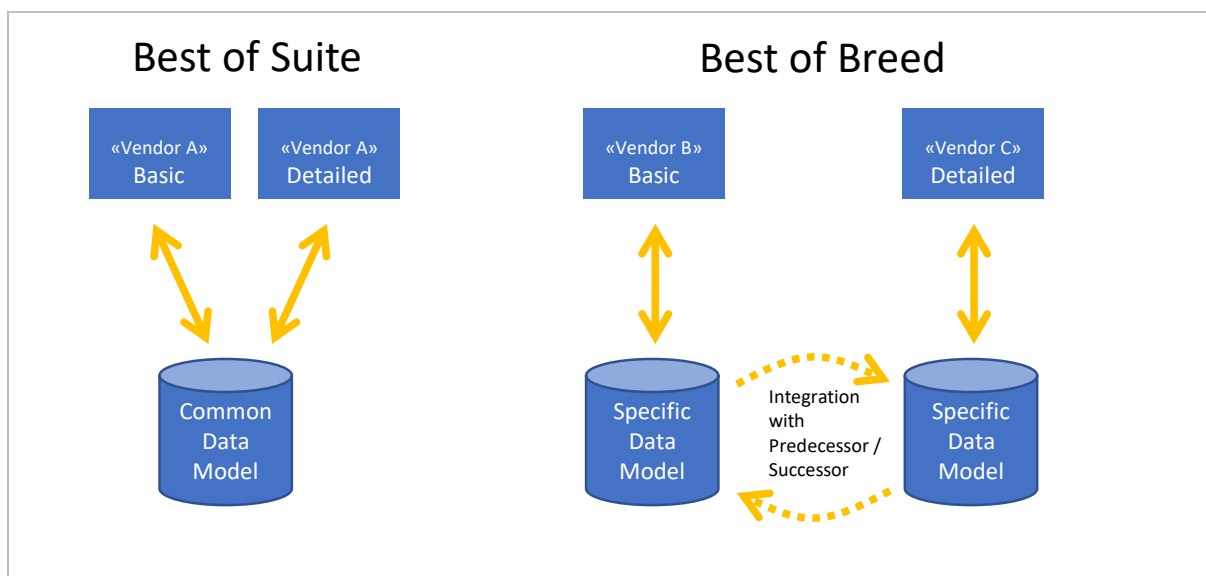 Best of Suite
Best of Breed
«Vendor A»
Basic
«Vendor A»
Detailed
«Vendor B»
Basic
«Vendor C»
Detailed
Common
Data
Model
Specific
Data
Model
Integration
with
Predecessor /
Successor
Specific
Data
Model